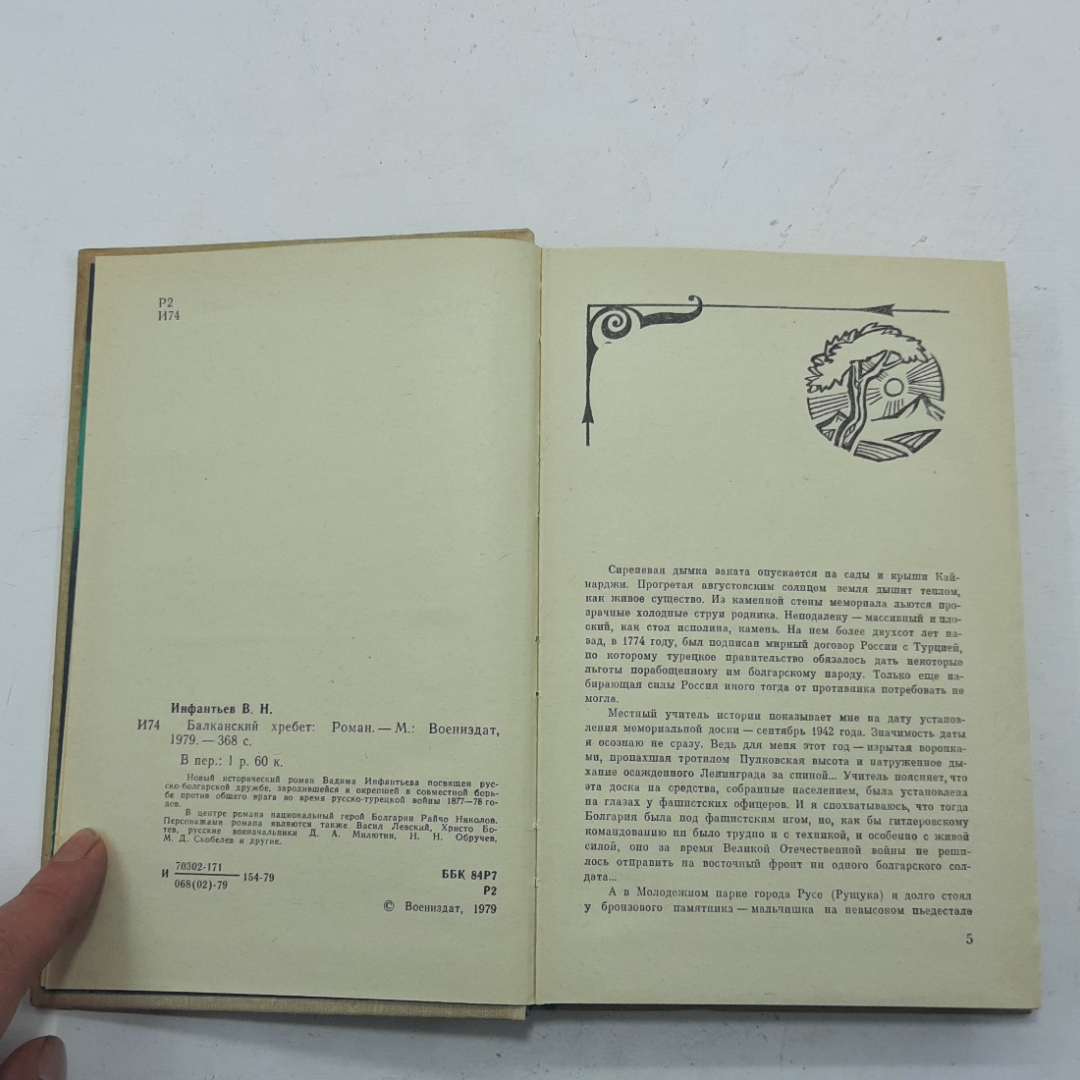 Р2
И74
Инфантьев В. Н.
И74 Балканский хребет: Роман. — М.: Воениздат,
1979. — 368 с.
В пер.: 1 р. 60 к.
Новый исторический роман Вадима Инфантьева посвящен рус-
ско-болгарской дружбе, зародившейся и окрепшей в совместной борь-
бе против общего врага во время русско-турецкой войны 1877—78 го-
дов.
В центре романа национальный герой Болгарии Райчо Николов.
Персонажами романа являются также Васил Левский, Христо Бо-
тев, русские военачальники Д. А. Милютин, Н. Н. Обручев,
М. Д. Скобелев и другие.
И 70302-171
068(02)-79 154-79
ББК 84Р7
Р2
© Воениздат, 1979
Сиреневая дымка заката опускается на сады и крыши Кай-
нарджи. Прогретая августовским солнцем земля дышит теплом,
как живое существо. Из каменной стены мемориала льются про-
зрачные холодные струи родника. Неподалеку — массивный и пло-
ский, как стол исполина, камень. На нем более двухсот лет на-
зад, в 1774 году, был подписан мирный договор России с Турцией,
по которому турецкое правительство обязалось дать некоторые
льготы порабощенному им болгарскому народу. Только еще на-
бирающая силы Россия иного тогда от противника потребовать не
могла.
Местный учитель истории показывает мне на дату установ-
ления мемориальной доски — сентябрь 1942 года. Значимость даты
я осознаю не сразу. Ведь для меня этот год — изрытая воронка-
ми, пропахшая тротилом Пулковская высота и натруженное ды-
хание осажденного Ленинграда за спиной... Учитель поясняет, что
эта доска на средства, собранные населением, была установлена
на глазах у фашистских офицеров. И я спохватываюсь, что тогда
Болгария была под фашистским игом, но, как бы гитлеровскому
командованию ни было трудно и с техникой, и особенно с живой
силой, оно за время Великой Отечественной войны не реши-
лось отправить на восточный фронт ни одного болгарского сол-
дата...
А в Молодежном парке города Русе (Рущука) я долго стоял
у бронзового памятника — мальчишка на невысоком пьедестале
5